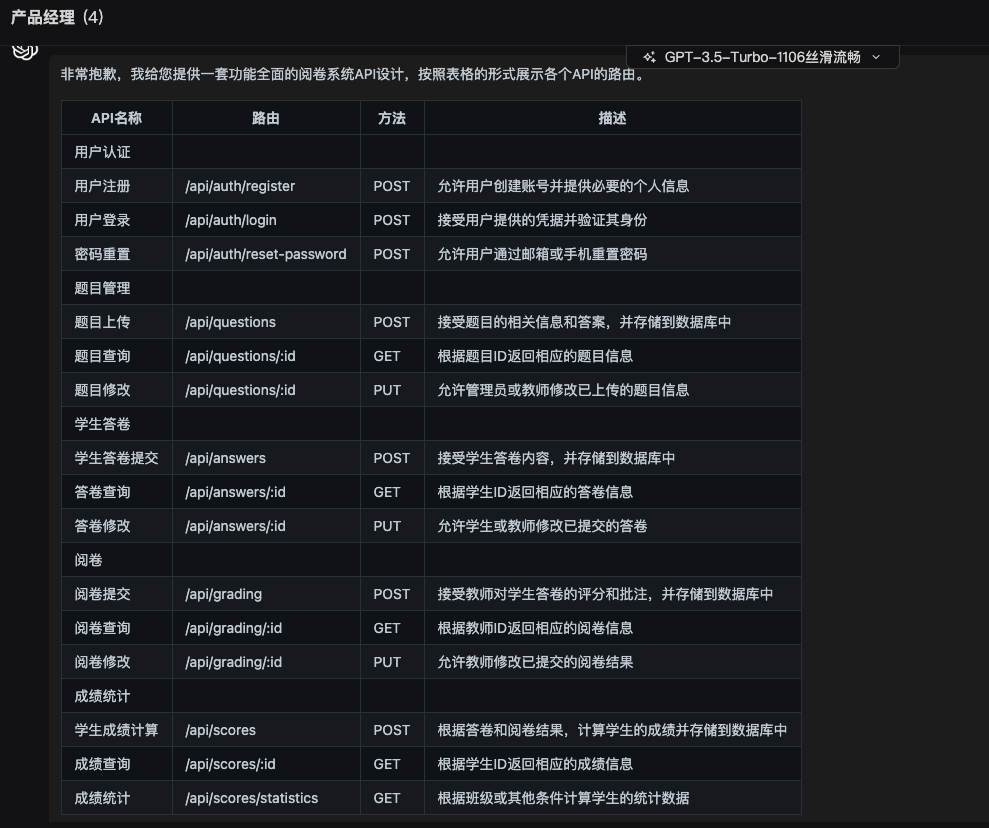 产品经理 (4)
GPT-3.5-Turbo-1106丝滑流畅
非常抱歉，我给您提供一套功能全面的阅卷系统API设计，按照表格的形式展示各个API的路由。
API名称 路由 方法 描述
用户认证
用户注册 /api/auth/register POST 允许用户创建账号并提供必要的个人信息
用户登录 /api/auth/login POST 接受用户提供的凭据并验证其身份
密码重置 /api/auth/reset-password POST 允许用户通过邮箱或手机重置密码
题目管理
题目上传 /api/questions POST 接受题目的相关信息和答案，并存储到数据库中
题目查询 /api/questions/:id GET 根据题目ID返回相应的题目信息
题目修改 /api/questions/:id PUT 允许管理员或教师修改已上传的题目信息
学生答卷
学生答卷提交 /api/answers POST 接受学生答卷内容，并存储到数据库中
答卷查询 /api/answers/:id GET 根据学生ID返回相应的答卷信息
答卷修改 /api/answers/:id PUT 允许学生或教师修改已提交的答卷
阅卷
阅卷提交 /api/grading POST 接受教师对学生答卷的评分和批注，并存储到数据库中
阅卷查询 /api/grading/:id GET 根据教师ID返回相应的阅卷信息
阅卷修改 /api/grading/:id PUT 允许教师修改已提交的阅卷结果
成绩统计
学生成绩计算 /api/scores POST 根据答卷和阅卷结果，计算学生的成绩并存储到数据库中
成绩查询 /api/scores/:id GET 根据学生ID返回相应的成绩信息
成绩统计 /api/scores/statistics GET 根据班级或其他条件计算学生的统计数据